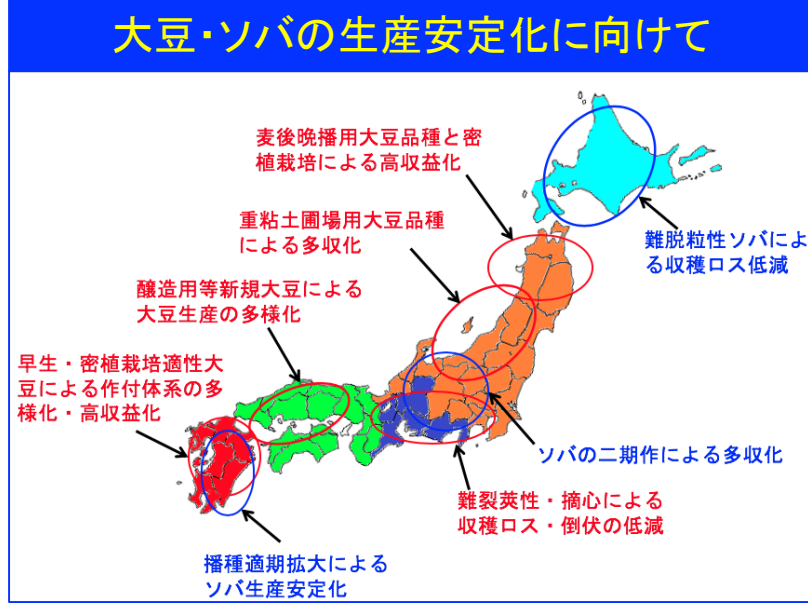 大豆・ソバの生産安定化に向けて
麦後晩播用大豆品種と密
植栽培による高収益化
重粘土圃場用大豆品種
による多収化
難脱粒性ソバによ
る収穫ロス低減
醸造用等新規大豆による
大豆生産の多様化
早生・密植栽培適性大
豆による作付体系の多
様化・高収益化
ソバの二期作による多収化
難裂莢性・摘心による
収穫ロス・倒伏の低減
播種適期拡大による
ソバ生産安定化